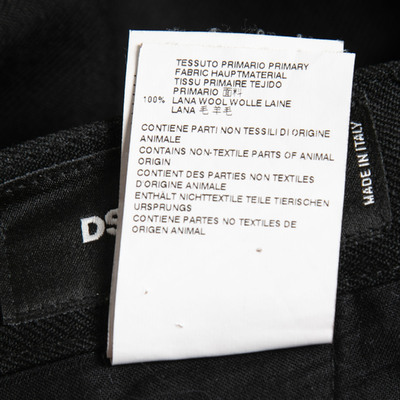 TESSUTO PRIMARIO PRIMARY
FABRIC HAUPTMATERIAL
TISSU PRIMAIRE TEJIDO
PRIMARIO 面料
100% LANA WOOL WOLLE LAINE
LANA 毛 羊毛
CONTIENE PARTI NON TESSILI DI ORIGINE
ANIMALE
CONTAINS NON-TEXTILE PARTS OF ANIMAL
ORIGIN
CONTIENT DES PARTIES NON TEXTILES
D'ORIGINE ANIMALE
ENTHÄLT NICHTTEXTILE TEILE TIERISCHEN
URSPRUNGS
CONTIENE PARTES NO TEXTILES DE
ORIGEN ANIMAL
DS
MADE IN ITALY